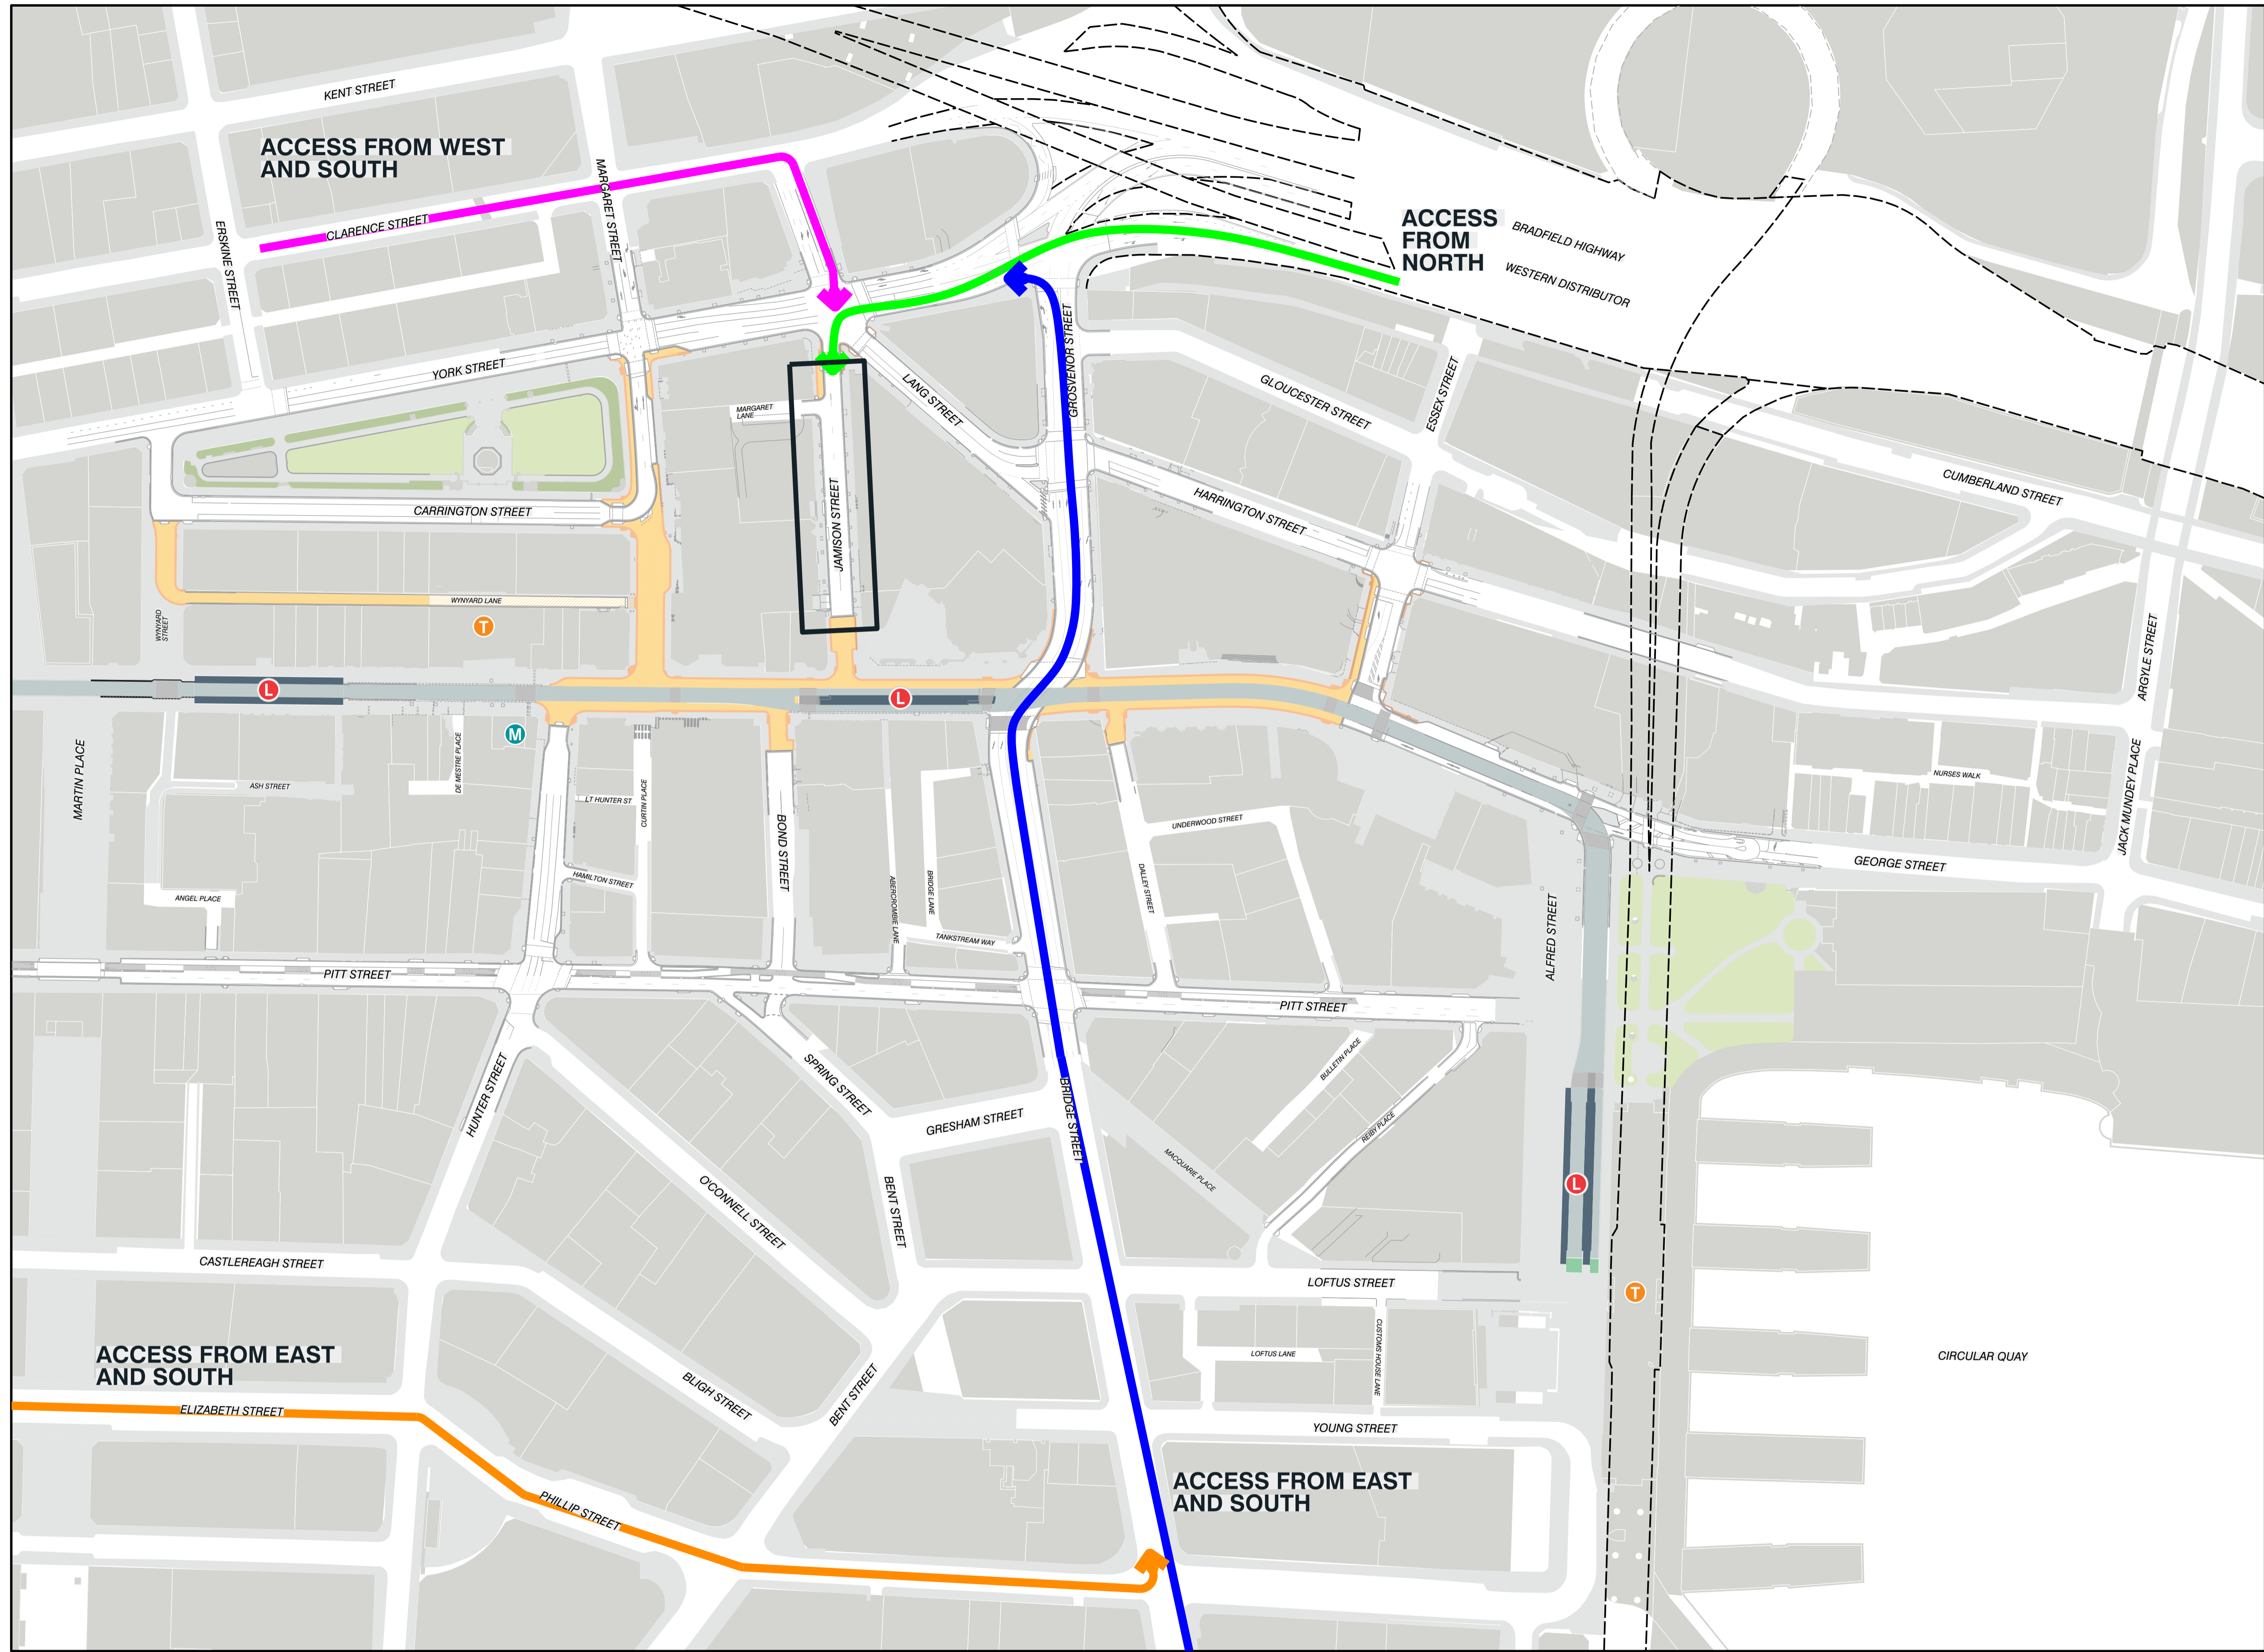 KENT STREET
ACCESS FROM WEST
AND SOUTH
MARGARET STREET
CLARENCE STREET
ERSKINE STREET
ACCESS
FROM
NORTH
BRADFIELD HIGHWAY
WESTERN DISTRIBUTOR
YORK STREET
MARGARET
LANE
LANG STREET
GROSVENOR STREET
GLOUCESTER STREET
ESSEX STREET
CUMBERLAND STREET
CARRINGTON STREET
JAMISON STREET
HARRINGTON STREET
WYNYARD LANE
WYNYARD
STREET
T
ARGYLE STREET
L
L
M
MARTIN PLACE
DE MESTRE PLACE
ASH STREET
LT HUNTER ST
CURTIN PLACE
BOND STREET
UNDERWOOD STREET
NURSES WALK
JACK MUNDEY PLACE
GEORGE STREET
HAMILTON STREET
ABERCROMBIE LANE
BRIDGE LANE
DALLEY STREET
ANGEL PLACE
TANKSTREAM WAY
ALFRED STREET
PITT STREET
PITT STREET
HUNTER STREET
SPRING STREET
GRESHAM STREET
BRIDGE STREET
BULLETIN PLACE
REIBY PLACE
MACQUARIE PLACE
O'CONNELL STREET
BENT STREET
L
CASTLEREAGH STREET
LOFTUS STREET
T
ACCESS FROM EAST
AND SOUTH
LOFTUS LANE
CUSTOMS HOUSE LANE
CIRCULAR QUAY
BLIGH STREET
BENT STREET
ELIZABETH STREET
YOUNG STREET
ACCESS FROM EAST
AND SOUTH
PHILLIP STREET